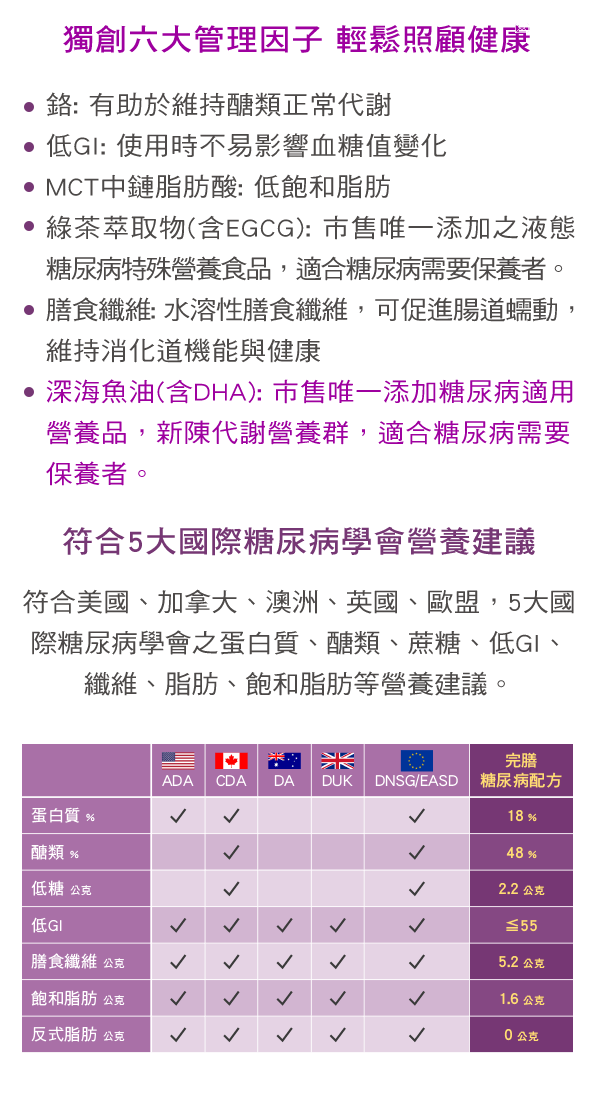 獨創六大管理因子 輕鬆照顧健康
鉻: 有助於維持醣類正常代謝
低GI: 使用時不易影響血糖值變化
MCT中鏈脂肪酸: 低飽和脂肪
綠茶萃取物(含EGCG): 市售唯一添加之液態
糖尿病特殊營養食品，適合糖尿病需要保養者。
膳食纖維: 水溶性膳食纖維，可促進腸道蠕動，
維持消化道機能與健康
深海魚油(含DHA): 市售唯一添加糖尿病適用
營養品，新陳代謝營養群，適合糖尿病需要
保養者。
符合5大國際糖尿病學會營養建議
符合美國、加拿大、澳洲、英國、歐盟，5大國
際糖尿病學會之蛋白質、醣類、蔗糖、低GI、
纖維、脂肪、飽和脂肪等營養建議。
ADA CDA DA DUK DNSG/EASD 完膳
糖尿病配方
蛋白質 % ✓ ✓ ✓ 18 %
醣類 % ✓ ✓ 48 %
低糖 公克 ✓ ✓ 2.2 公克
低GI ✓ ✓ ✓ ✓ ✓ ≦55
膳食纖維 公克 ✓ ✓ ✓ ✓ ✓ 5.2 公克
飽和脂肪 公克 ✓ ✓ ✓ ✓ ✓ 1.6 公克
反式脂肪 公克 ✓ ✓ ✓ ✓ ✓ 0 公克